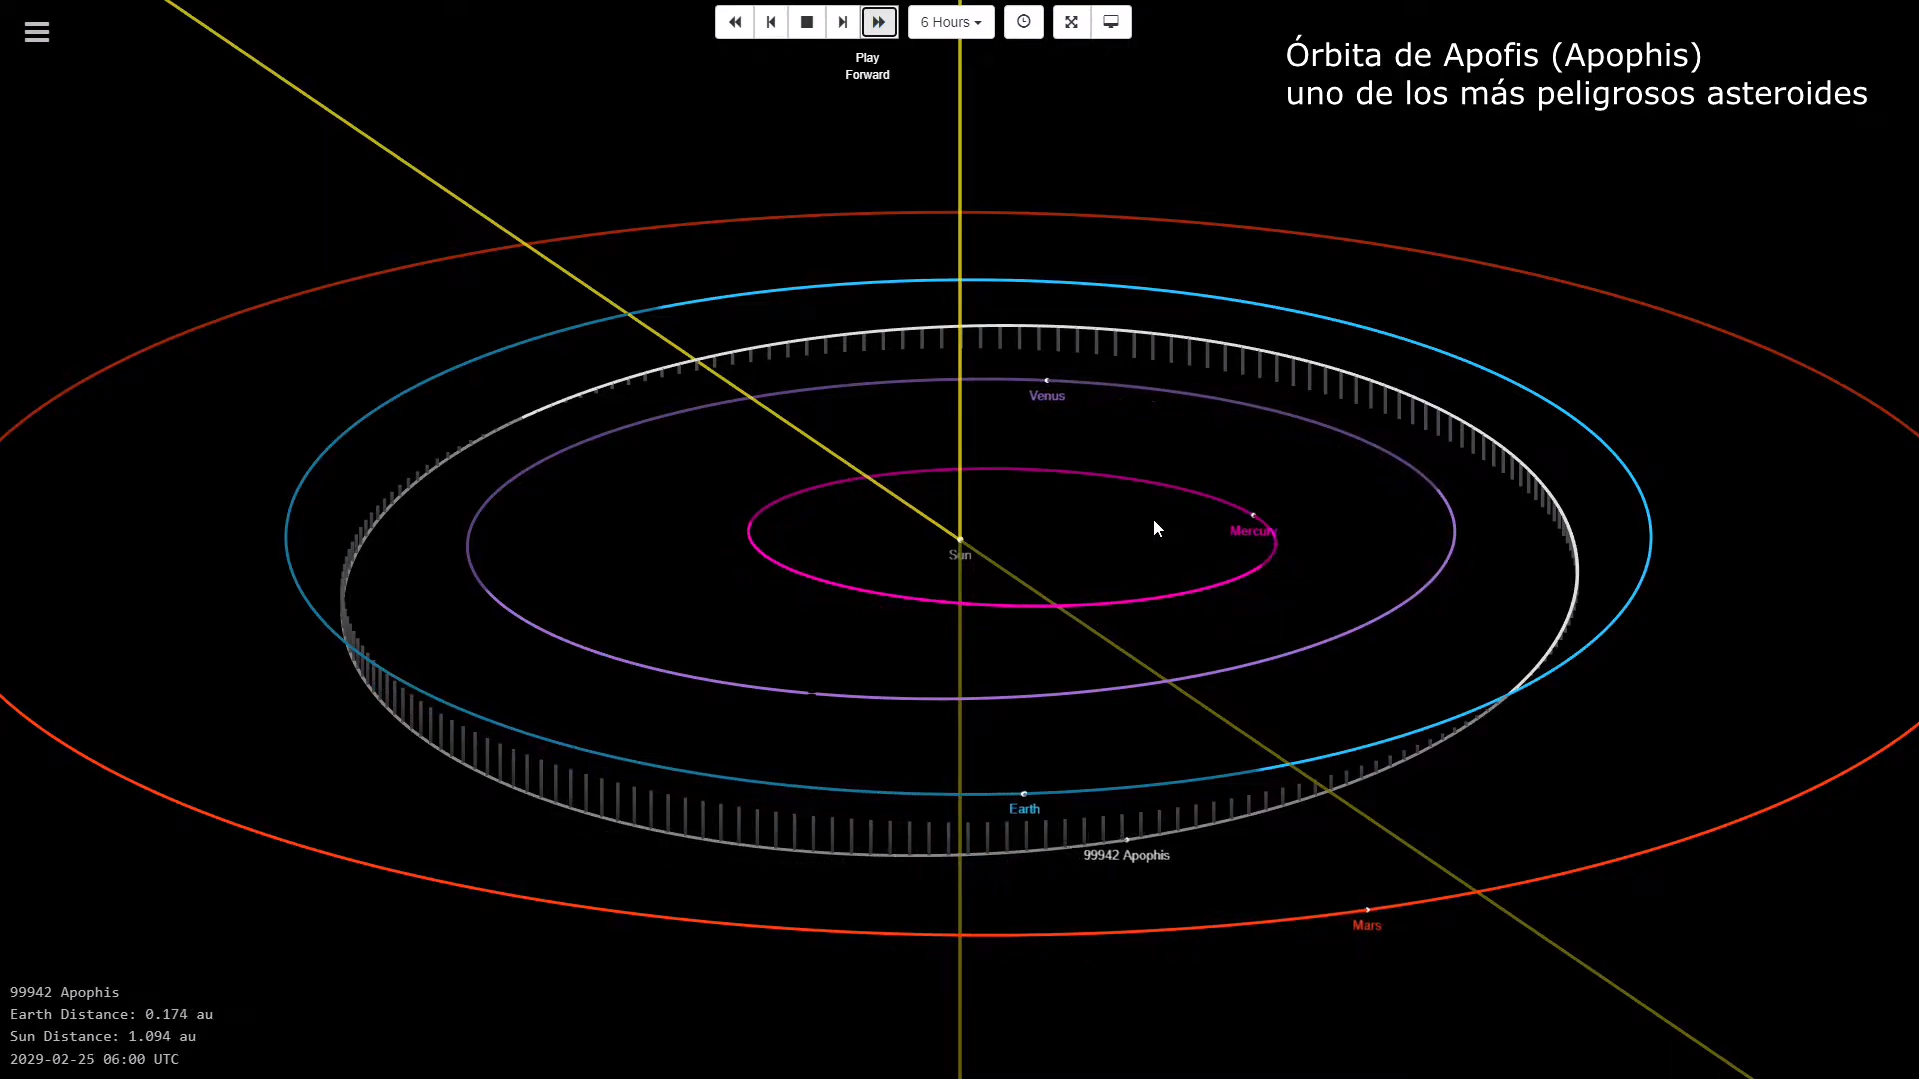 6 Hours
Play
Forward
Órbita de Apofis (Apophis)
uno de los más peligrosos asteroides
Venus
Mercury
Sun
Earth
99942 Apophis
Mars
99942 Apophis
Earth Distance: 0.174 au
Sun Distance: 1.094 au
2029-02-25 06:00 UTC